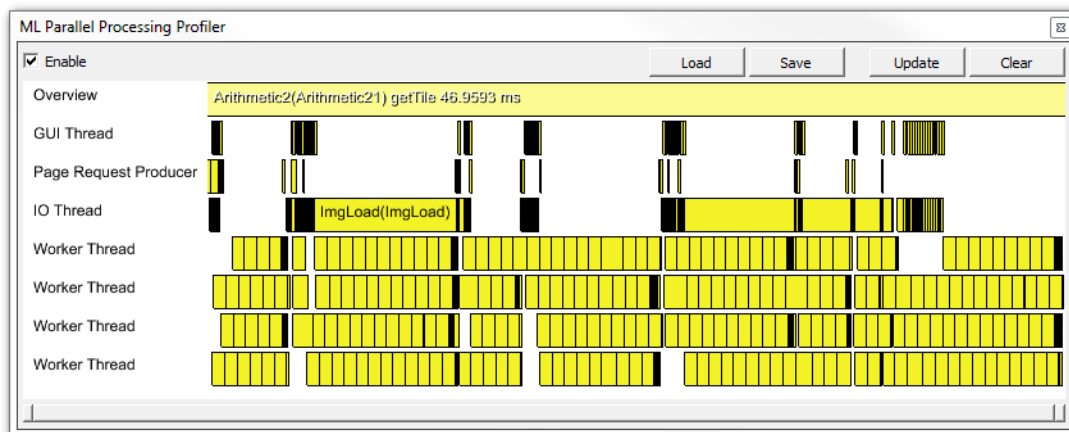 ML Parallel Processing Profiler
Enable
Load
Save
Update
Clear
Overview
Arithmetic2(Arithmetic21) getTile 46.9593 ms
GUI Thread
Page Request Producer
IO Thread
ImgLoad(ImgLoad)
Worker Thread
Worker Thread
Worker Thread
Worker Thread